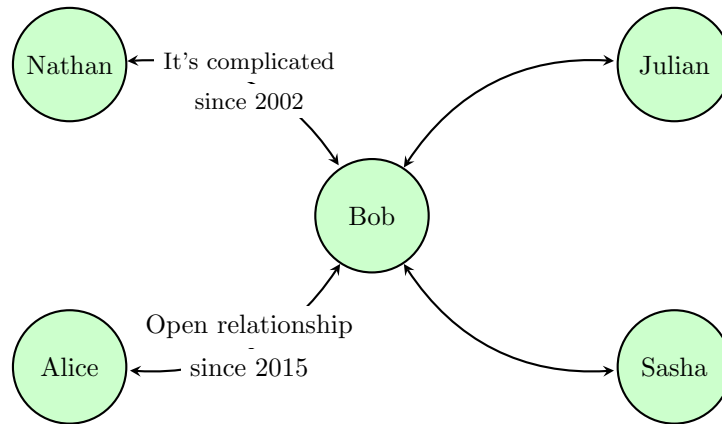 Nathan
It's complicated
since 2002
Julian
Bob
Open relationship
since 2015
Alice
Sasha